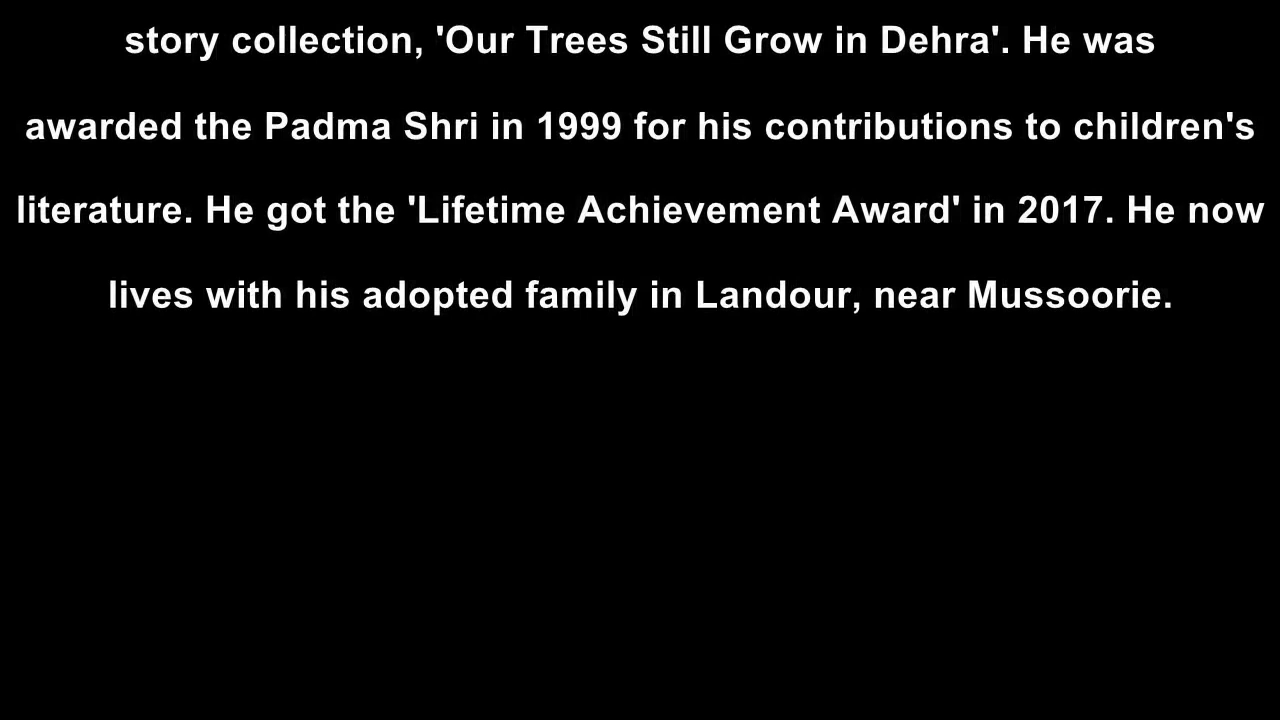 story collection, 'Our Trees Still Grow in Dehra'. He was
awarded the Padma Shri in 1999 for his contributions to children's
literature. He got the 'Lifetime Achievement Award' in 2017. He now
lives with his adopted family in Landour, near Mussoorie.